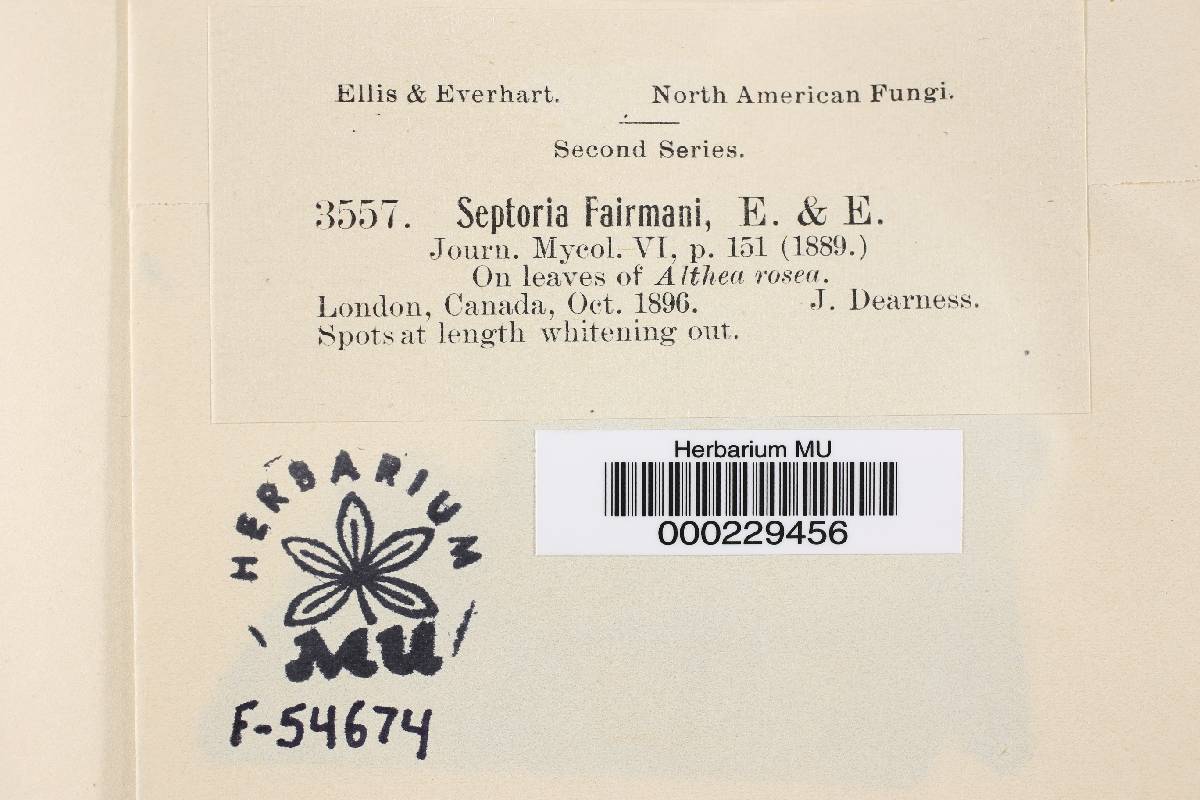 Ellis & Everhart. North American Fungi.
Second Series.
3557. Septoria Fairmani, E. & E.
Journ. Mycol. VI, p. 151 (1889.)
On leaves of Althea rosea.
London, Canada, Oct. 1896. J. Dearness.
Spots at length whitening out.
Herbarium MU
000229456
HERBARIUM
MU
F-54674